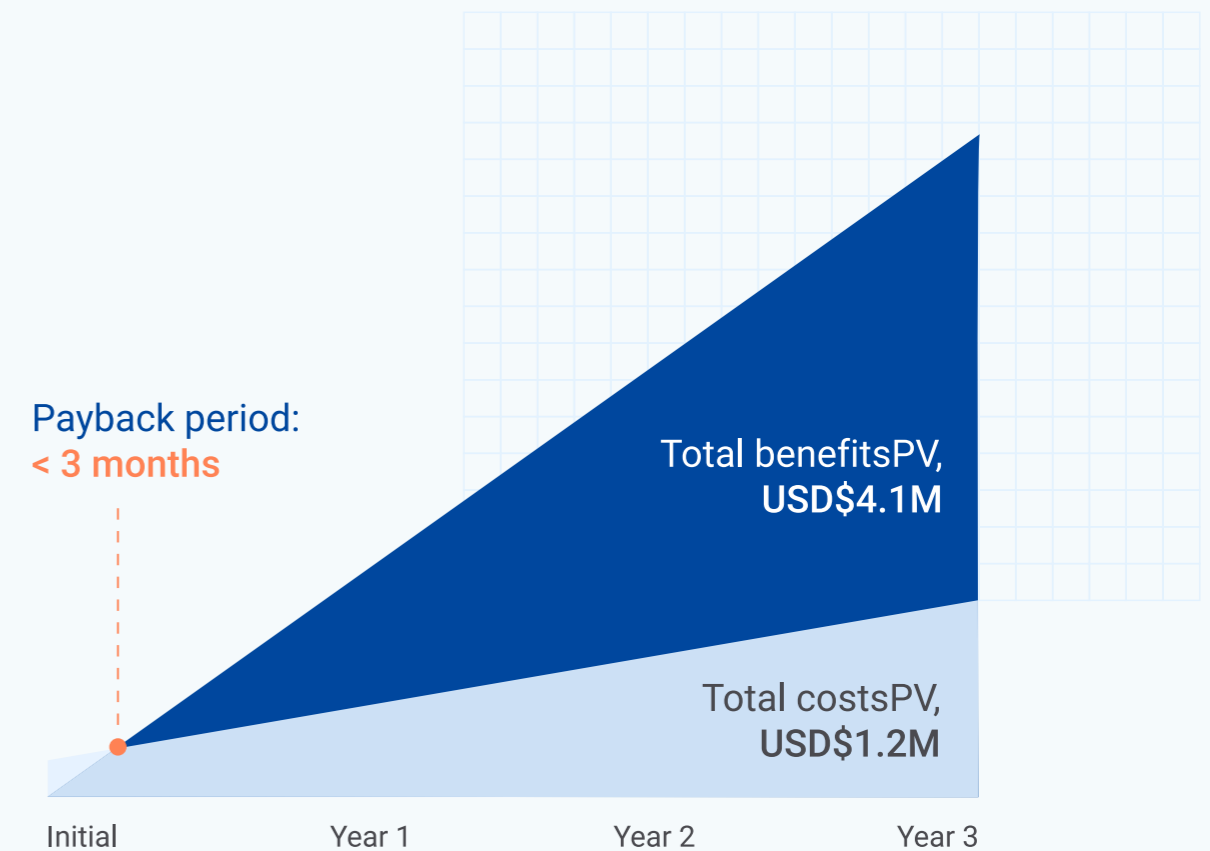 Payback period:
< 3 months
Total benefitsPV,
USD$4.1M
Total costsPV,
USD$1.2M
Initial
Year 1
Year 2
Year 3